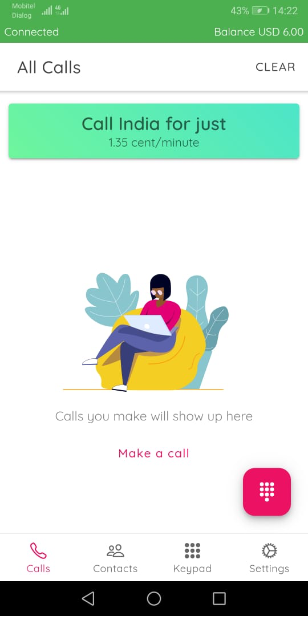 Mobitel
Dialog
4G
43% 14:22
Connected
Balance USD 6.00
All Calls
CLEAR
Call India for just
1.35 cent/minute
Calls you make will show up here
Make a call
Calls
Contacts
Keypad
Settings